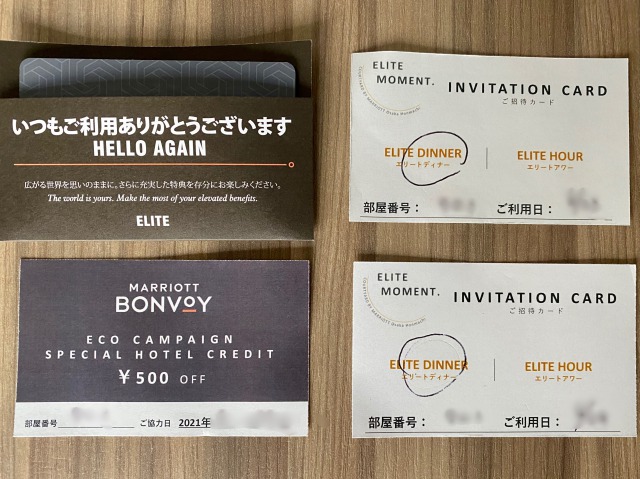 いつもご利用ありがとうございます
HELLO AGAIN
広がる世界を思いのままに、さらに充実した特典を存分にお楽しみください。
The world is yours. Make the most of your elevated benefits.
ELITE
MARRIOTT
BONVOY
ECO CAMPAIGN
SPECIAL HOTEL CREDIT
¥500 OFF
部屋番号 ご協力日 2021年
ELITE
MOMENT.
INVITATION CARD
ご招待カード
ELITE DINNER
エリートディナー
ELITE HOUR
エリートアワー
部屋番号： ご利用日：
ELITE
MOMENT.
INVITATION CARD
ご招待カード
ELITE DINNER
エリートディナー
ELITE HOUR
エリートアワー
部屋番号： ご利用日：